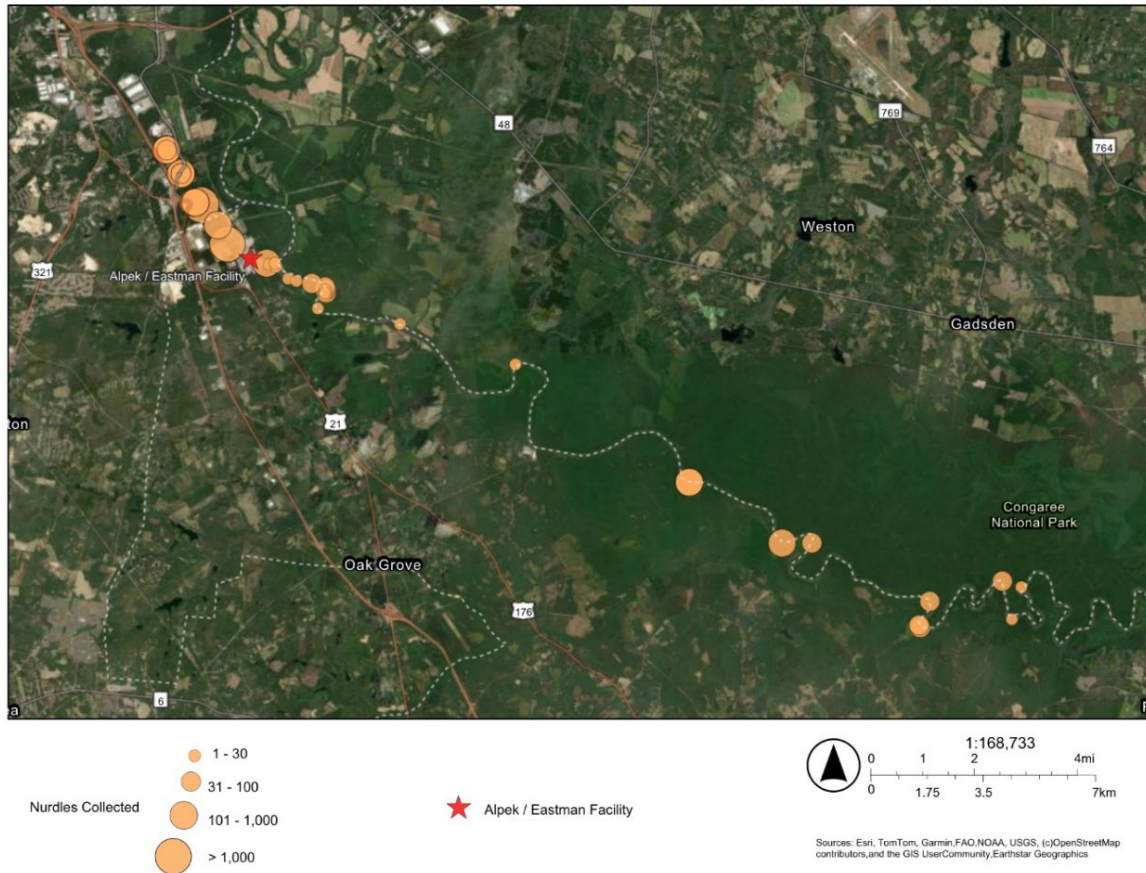 48
769
764
Weston
321
Alpek / Eastman Facility
Gadsden
ton
21
Congaree
National Park
Oak Grove
176
6
ea
1 - 30
31 - 100
Nurdles Collected
101 - 1,000
> 1,000
Alpek / Eastman Facility
1:168,733
0 1 2 4mi
0 1.75 3.5 7km
Sources: Esri, TomTom, Garmin,FAO,NOAA, USGS, (c)OpenStreetMap
contributors,and the GIS UserCommunity,Earthstar Geographics